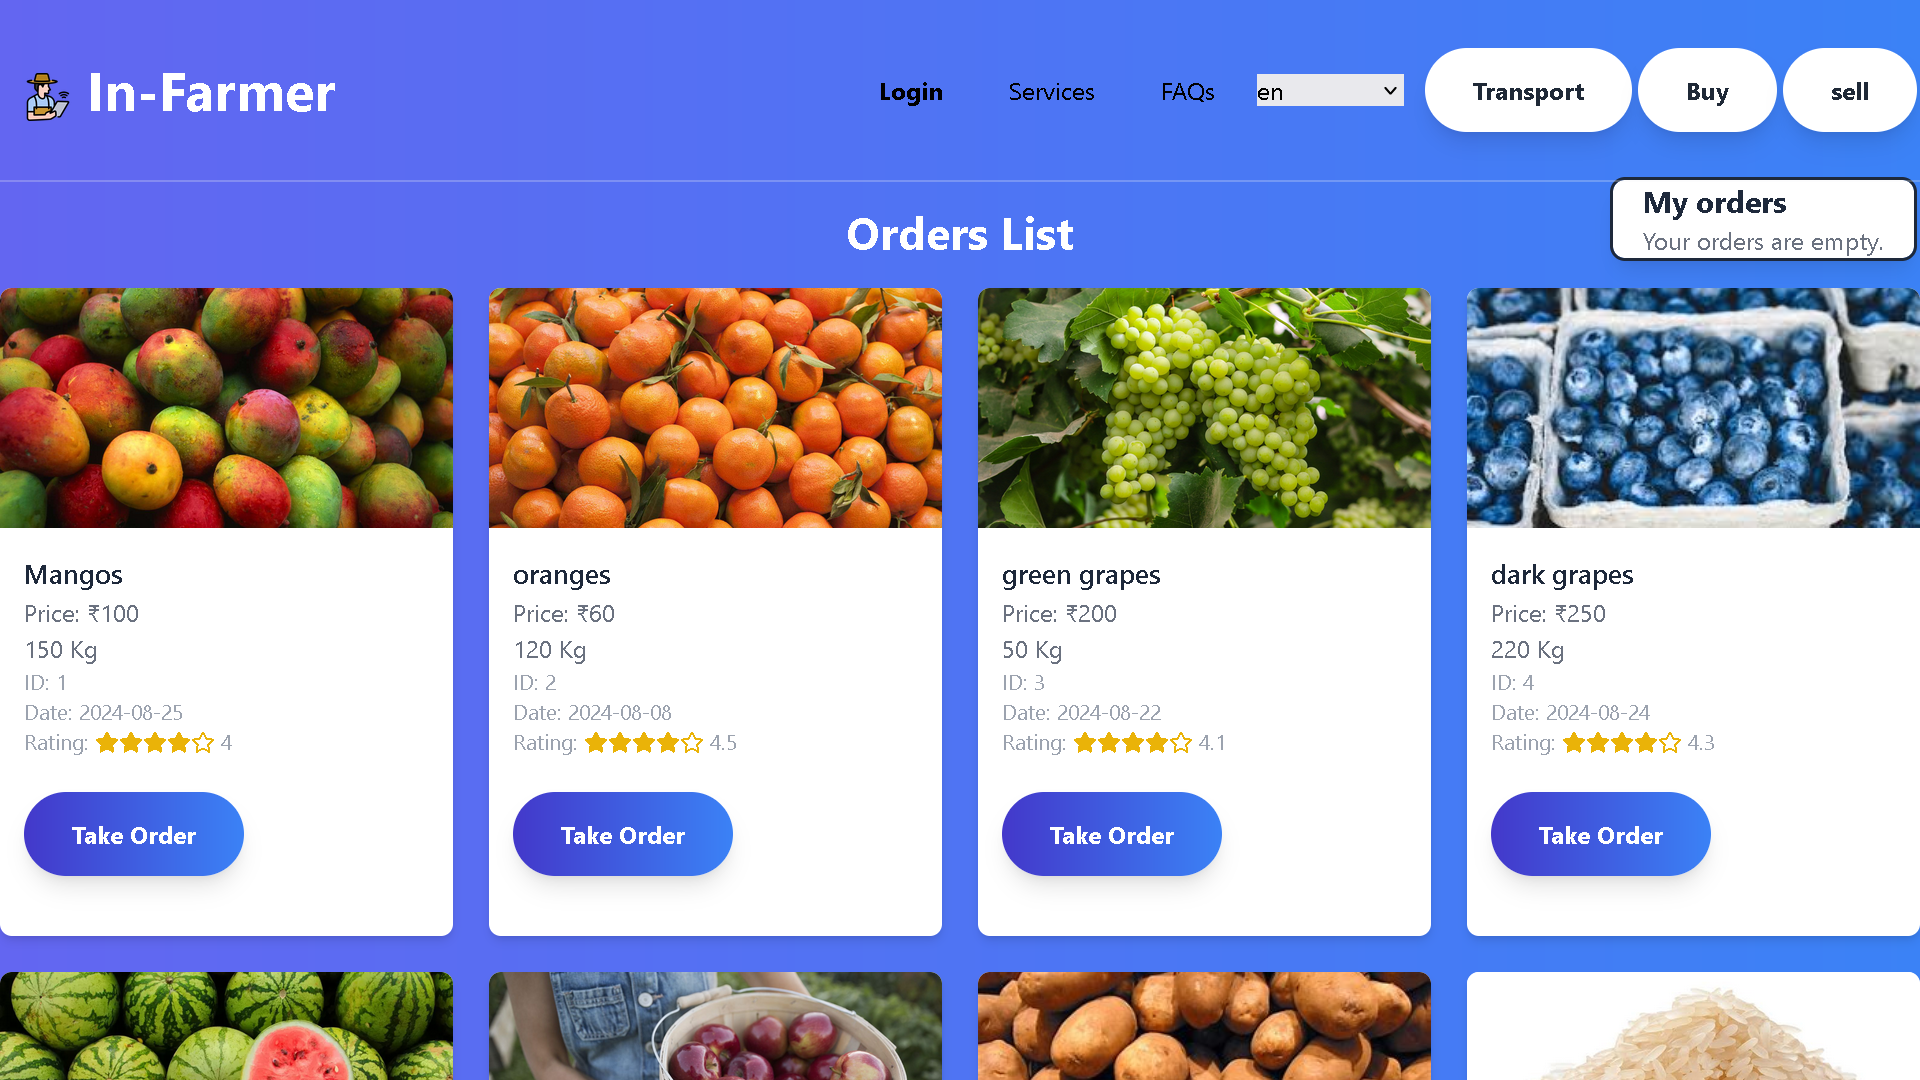 In-Farmer
Login
Services
FAQs
en
Transport
Buy
sell
My orders
Your orders are empty.
Orders List
Mangos
Price: ₹100
150 Kg
ID: 1
Date: 2024-08-25
Rating: 4
Take Order
oranges
Price: ₹60
120 Kg
ID: 2
Date: 2024-08-08
Rating: 4.5
Take Order
green grapes
Price: ₹200
50 Kg
ID: 3
Date: 2024-08-22
Rating: 4.1
Take Order
dark grapes
Price: ₹250
220 Kg
ID: 4
Date: 2024-08-24
Rating: 4.3
Take Order